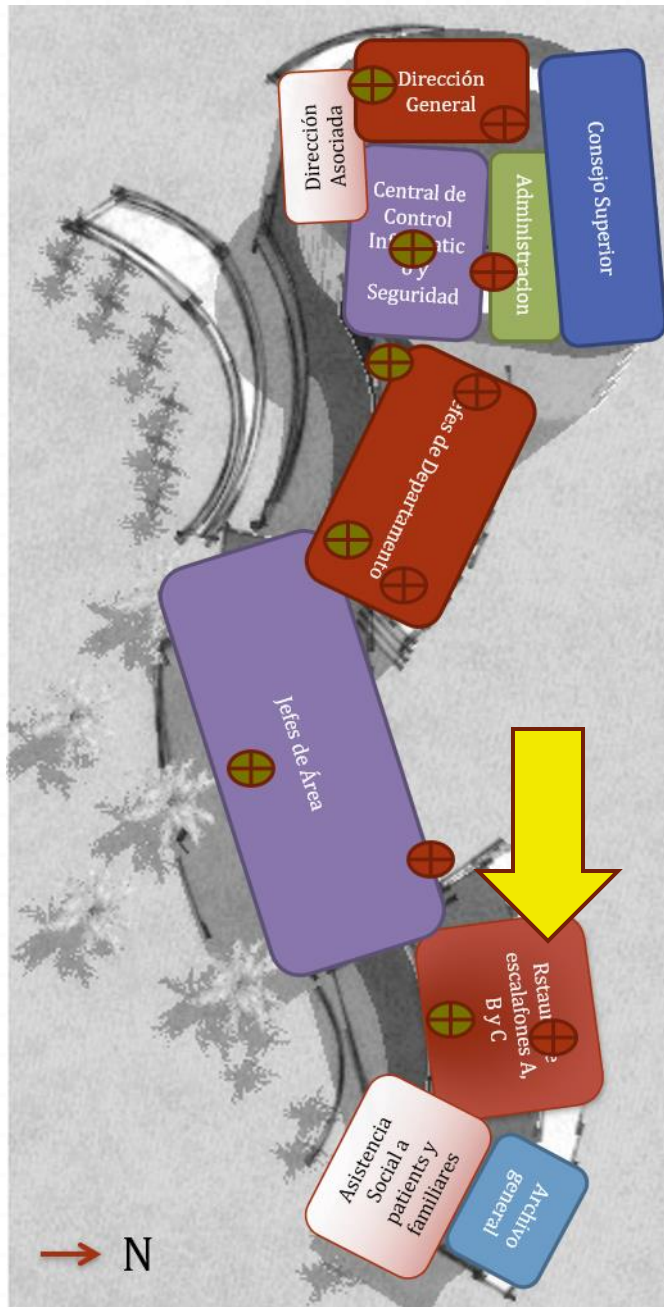 Dirección
General
Dirección
Asociada
Central de
Control
o y
Seguridad
Administracion
Consejo Superior
de Departamento
Jefes de Área
escalafones A,
B y C
Asistencia
Social a
patients y
familiares
Archivo
general
N